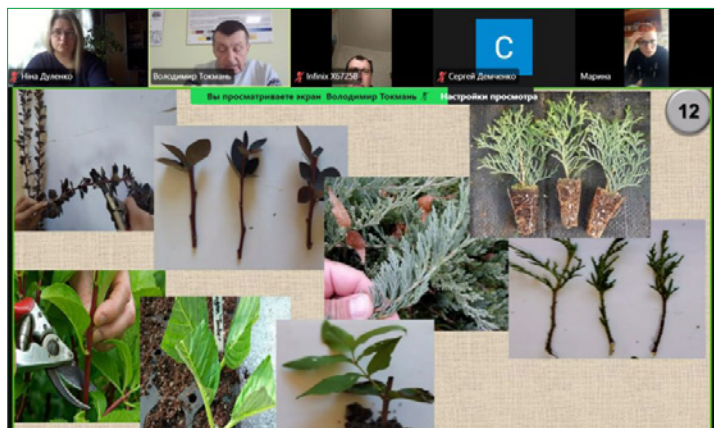 Ніна Дуленко
Володимир Токмань
Infinix X6725B
C
Сергей Демченко
Марина
Вы просматриваете экран Володимир Токмань
Настройки просмотра
12